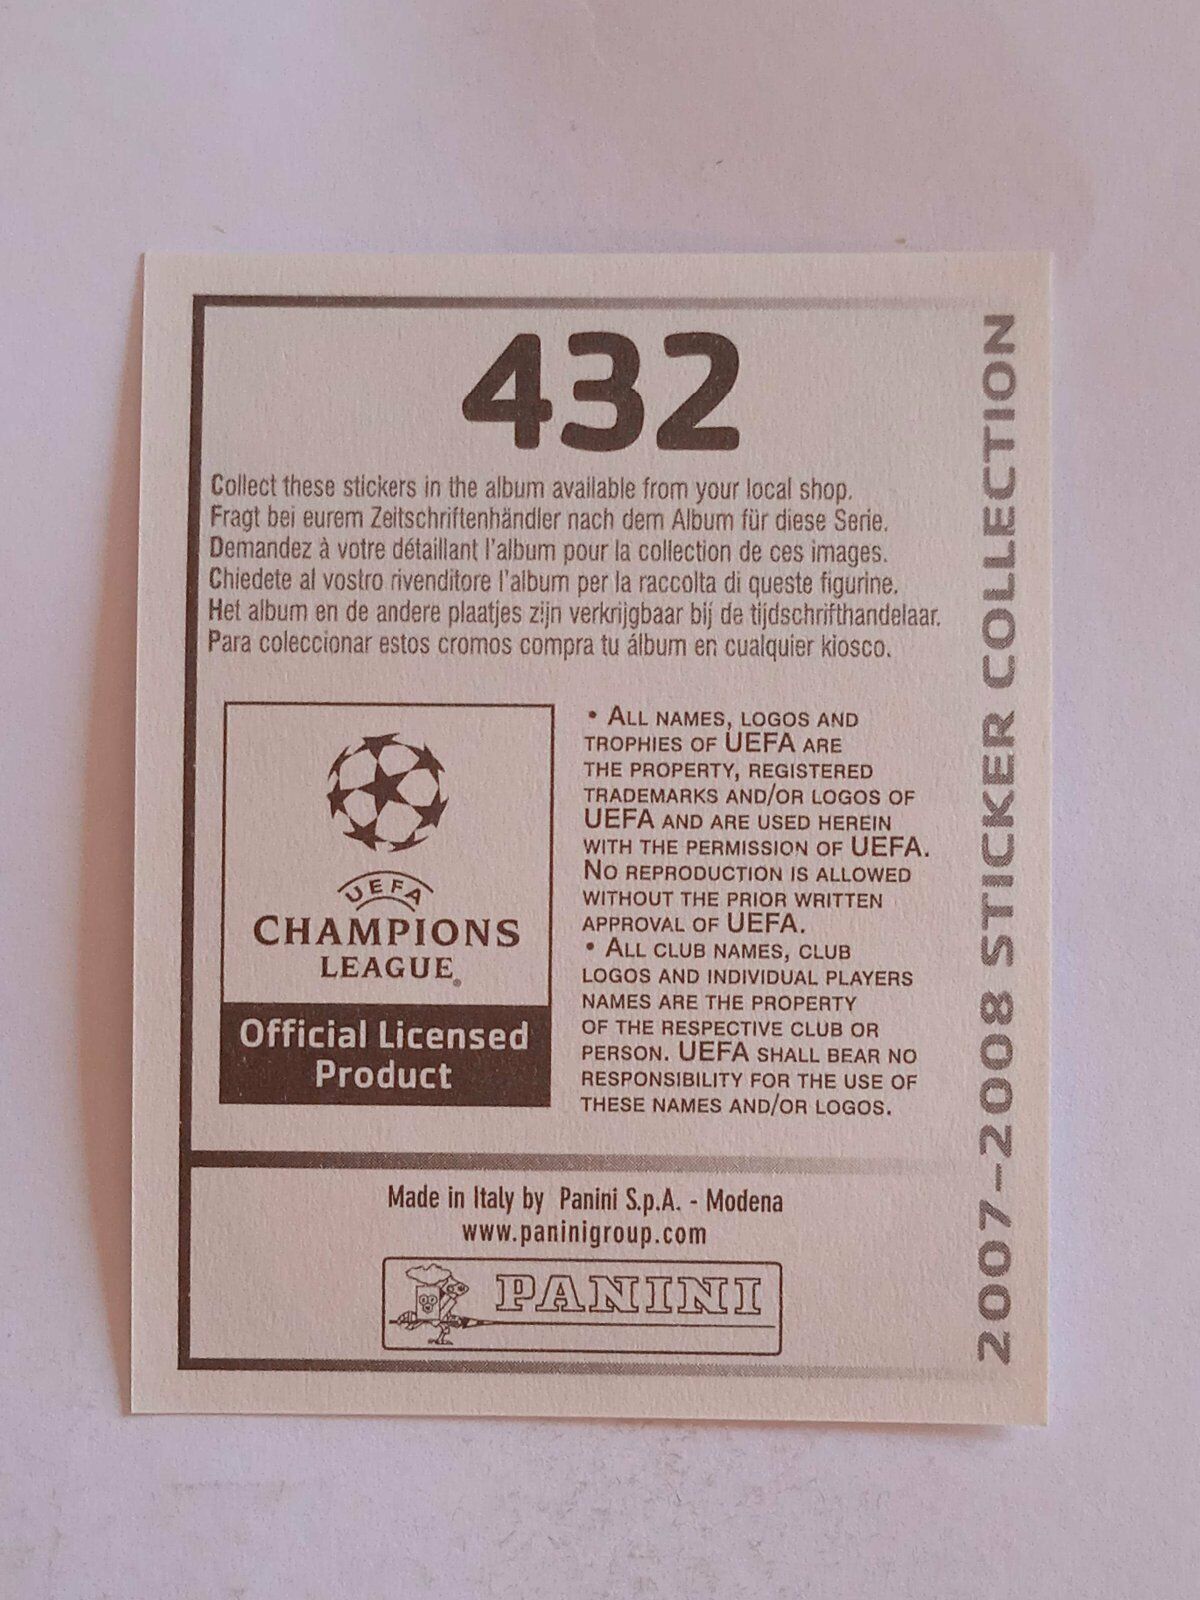 432
Collect these stickers in the album available from your local shop.
Fragt bei eurem Zeitschriftenhändler nach dem Album für diese Serie.
Demandez à votre détaillant l'album pour la collection de ces images.
Chiedete al vostro rivenditore l'album per la raccolta di queste figurine.
Het album en de andere plaatjes zijn verkrijgbaar bij de tijdschrifthandelaar.
Para coleccionar estos cromos compra tu álbum en cualquier kiosco.
UEFA
CHAMPIONS
LEAGUE®
Official Licensed
Product
• ALL NAMES, LOGOS AND
TROPHIES OF UEFA ARE
THE PROPERTY, REGISTERED
TRADEMARKS AND/OR LOGOS OF
UEFA AND ARE USED HEREIN
WITH THE PERMISSION OF UEFA.
NO REPRODUCTION IS ALLOWED
WITHOUT THE PRIOR WRITTEN
APPROVAL OF UEFA.
• ALL CLUB NAMES, CLUB
LOGOS AND INDIVIDUAL PLAYERS
NAMES ARE THE PROPERTY
OF THE RESPECTIVE CLUB OR
PERSON. UEFA SHALL BEAR NO
RESPONSIBILITY FOR THE USE OF
THESE NAMES AND/OR LOGOS.
Made in Italy by Panini S.p.A. - Modena
www.paninigroup.com
PANINI
2007-2008 STICKER COLLECTION